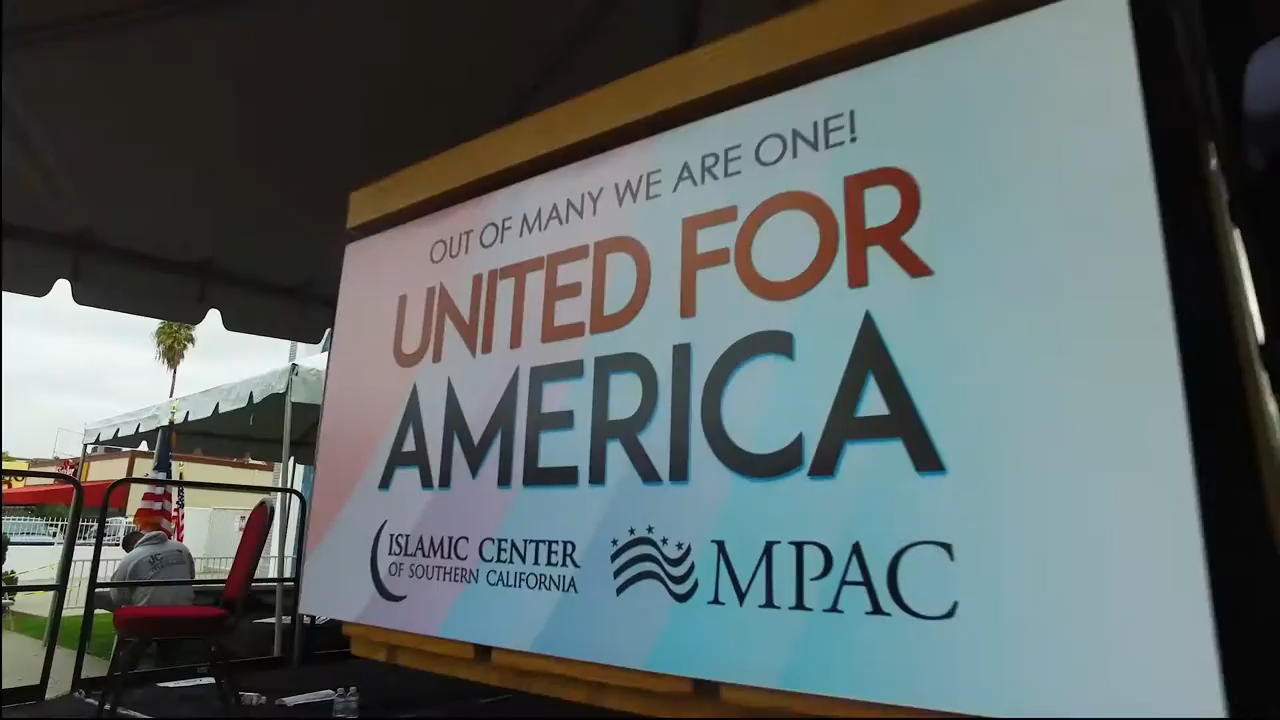 OUT OF MANY WE ARE ONE!
UNITED FOR
AMERICA
ISLAMIC CENTER
OF SOUTHERN CALIFORNIA
MPAC